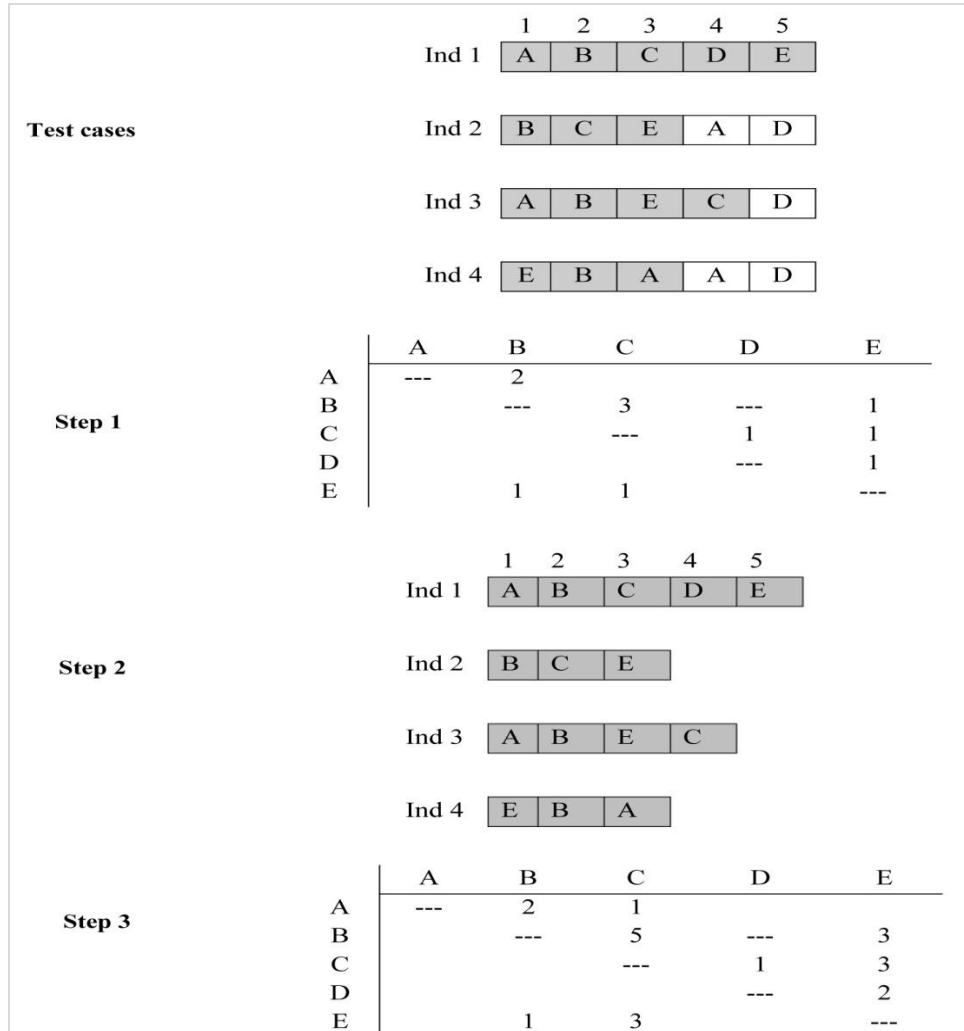 1 2 3 4 5
Ind 1 A B C D E
Test cases Ind 2 B C E A D
Ind 3 A B E C D
Ind 4 E B A A D
A B C D E
A --- 2
B --- 3 --- 1
Step 1
C --- 1 1
D --- 1
E 1 1 ---
1 2 3 4 5
Ind 1 A B C D E
Step 2 Ind 2 B C E
Ind 3 A B E C
Ind 4 E B A
A B C D E
A --- 2 1
Step 3
B --- 5 --- 3
C --- 1 3
D --- 2
E 1 3 ---